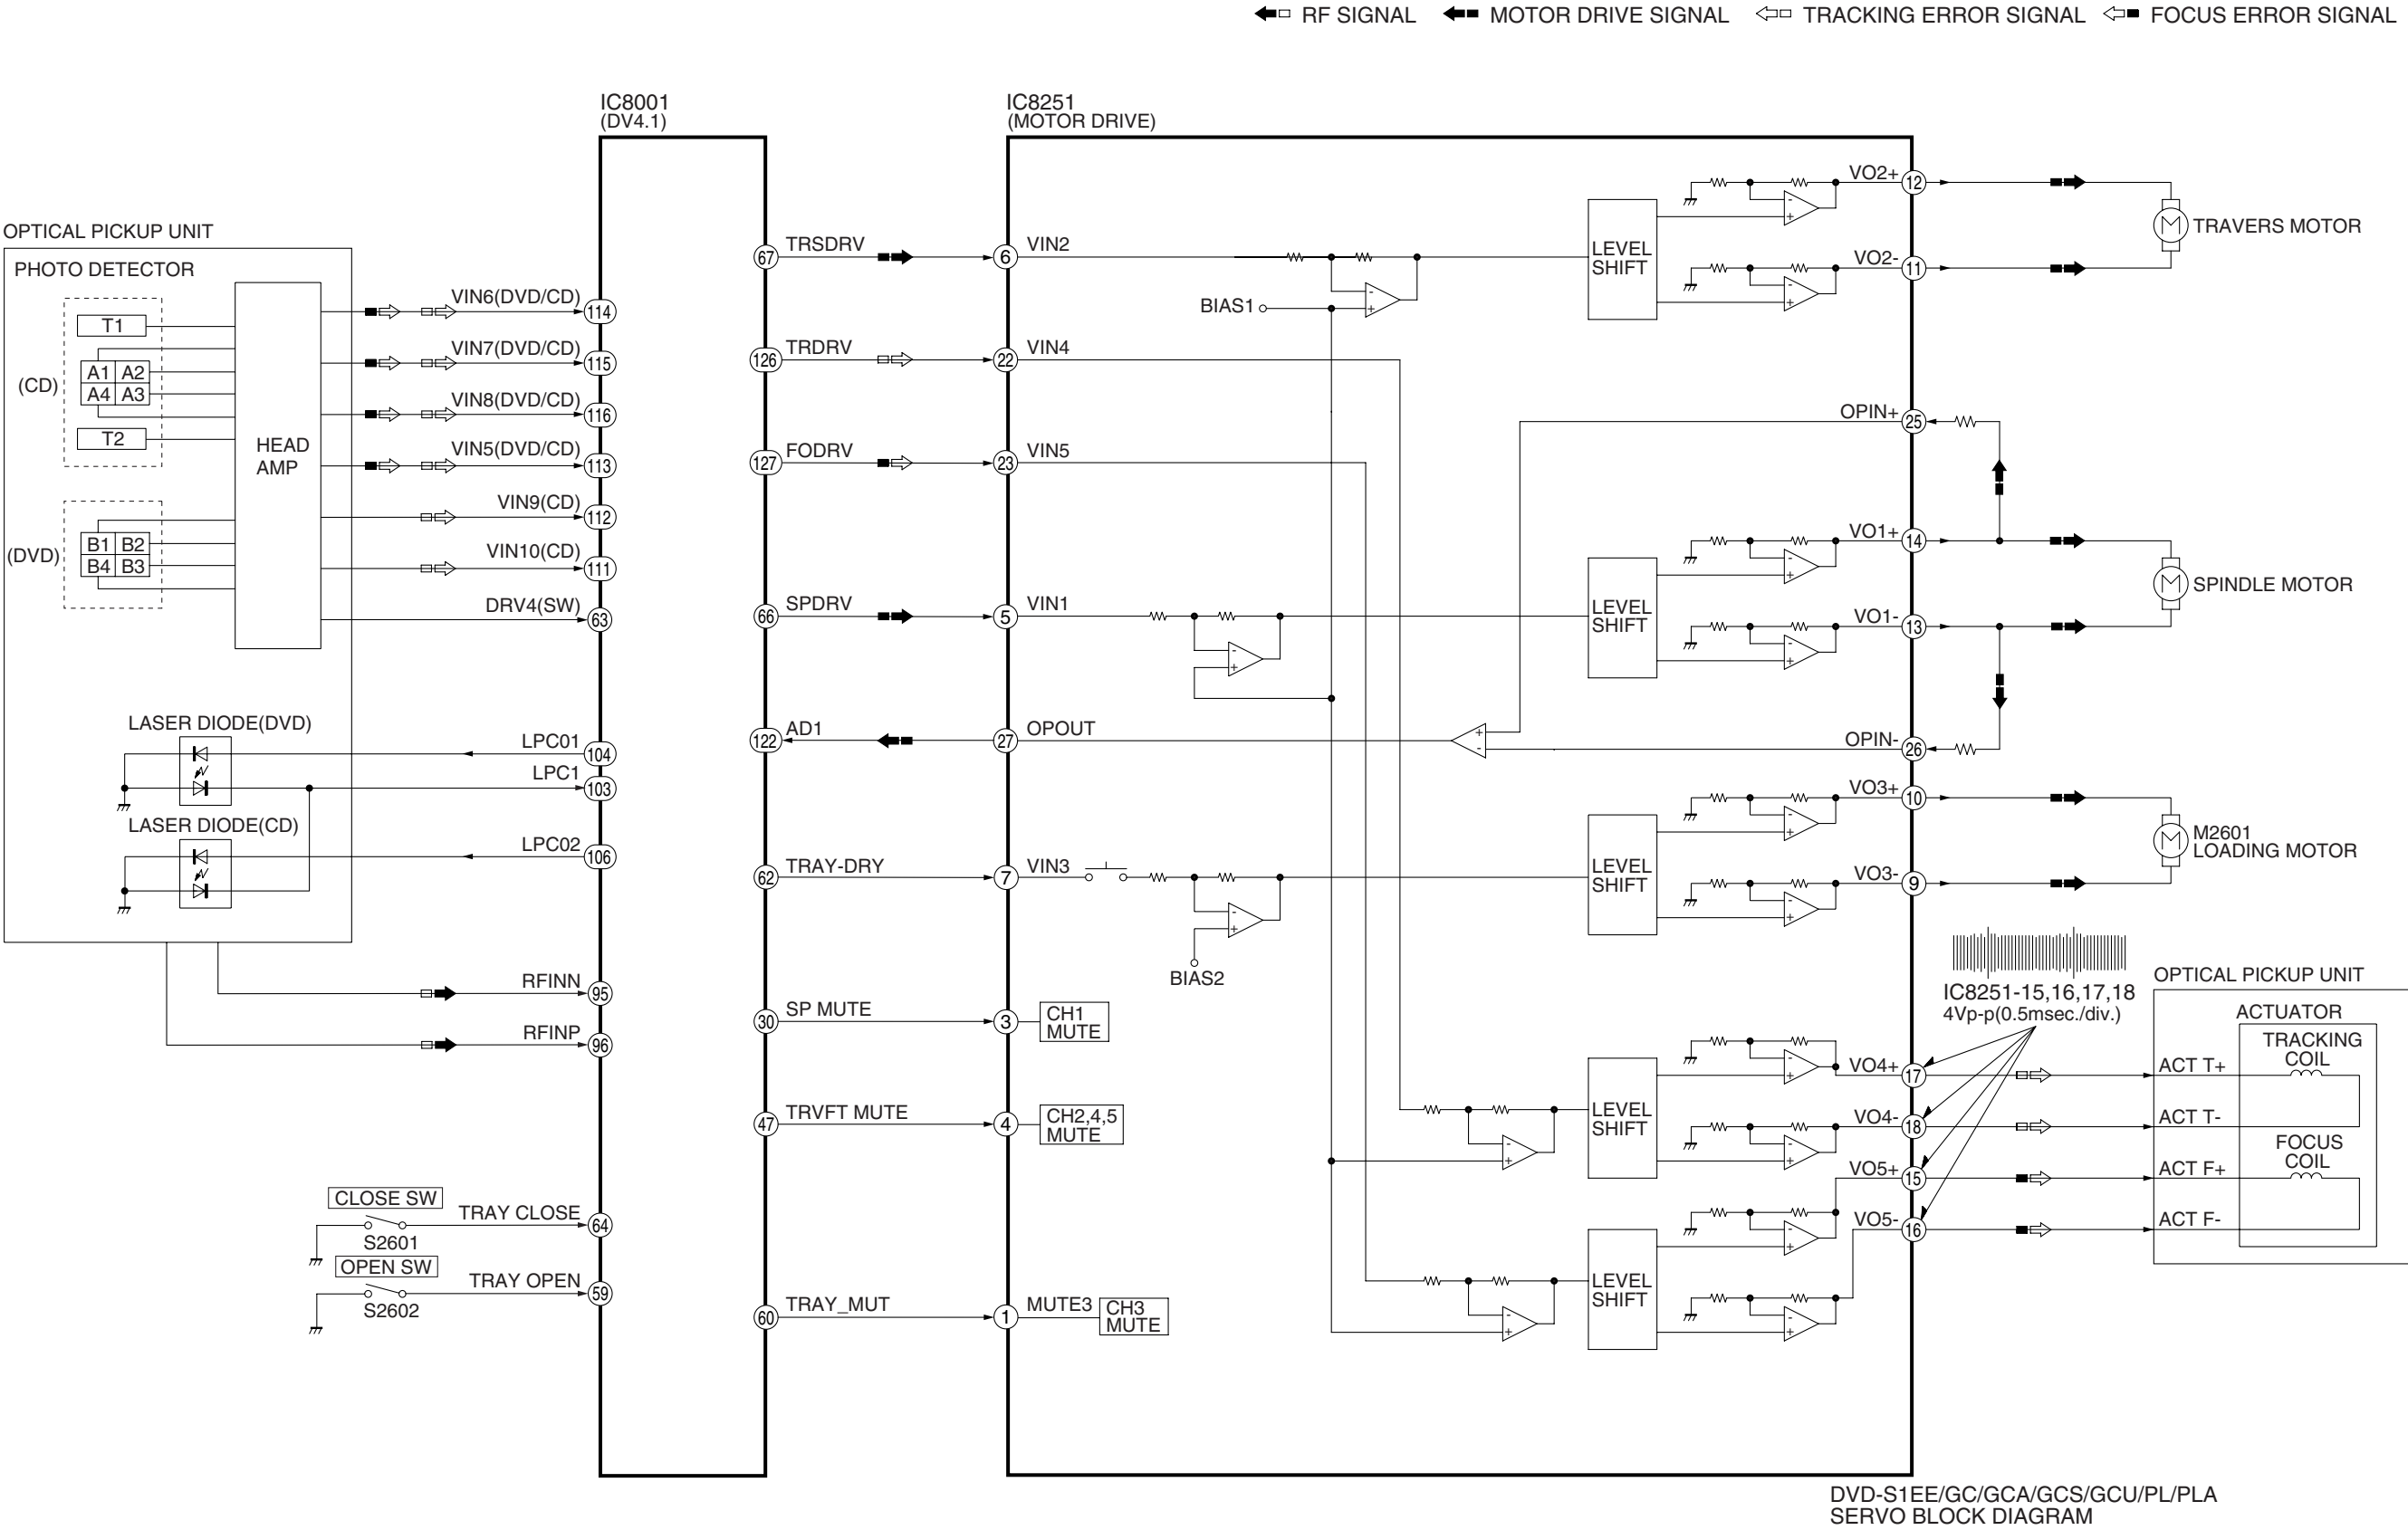 RF SIGNAL MOTOR DRIVE SIGNAL TRACKING ERROR SIGNAL FOCUS ERROR SIGNAL
IC8001
(DV4.1)
IC8251
(MOTOR DRIVE)
OPTICAL PICKUP UNIT
PHOTO DETECTOR
T1
(CD)
A1 A2
A4 A3
T2
(DVD)
B1 B2
B4 B3
HEAD
AMP
VIN6(DVD/CD) 114
VIN7(DVD/CD) 115
VIN8(DVD/CD) 116
VIN5(DVD/CD) 113
VIN9(CD) 112
VIN10(CD) 111
DRV4(SW) 63
LASER DIODE(DVD)
LPC01 104
LPC1 103
LASER DIODE(CD)
LPC02 106
RFINN 95
RFINP 96
CLOSE SW
TRAY CLOSE 64
S2601
OPEN SW
TRAY OPEN 59
S2602
67 TRSDRV 6 VIN2
BIAS1
- +
126 TRDRV 22 VIN4
127 FODRV 23 VIN5
66 SPDRV 5 VIN1
- +
122 AD1 27 OPOUT
+ -
62 TRAY-DRY 7 VIN3
- +
BIAS2
30 SP MUTE 3 CH1
MUTE
47 TRVFT MUTE 4 CH2,4,5
MUTE
60 TRAY_MUT 1 MUTE3 CH3
MUTE
LEVEL
SHIFT
- +
VO2+ 12
- +
VO2- 11
TRAVERS MOTOR
M
OPIN+ 25
LEVEL
SHIFT
- +
VO1+ 14
- +
VO1- 13
M
SPINDLE MOTOR
OPIN- 26
LEVEL
SHIFT
- +
VO3+ 10
- +
VO3- 9
M
M2601
LOADING MOTOR
IC8251-15,16,17,18
4Vp-p(0.5msec./div.)
- +
LEVEL
SHIFT
- +
VO4+ 17
- +
VO4- 18
- +
LEVEL
SHIFT
- +
VO5+ 15
- +
VO5- 16
OPTICAL PICKUP UNIT
ACTUATOR
TRACKING
COIL
ACT T+
ACT T-
FOCUS
COIL
ACT F+
ACT F-
DVD-S1EE/GC/GCA/GCS/GCU/PL/PLA
SERVO BLOCK DIAGRAM